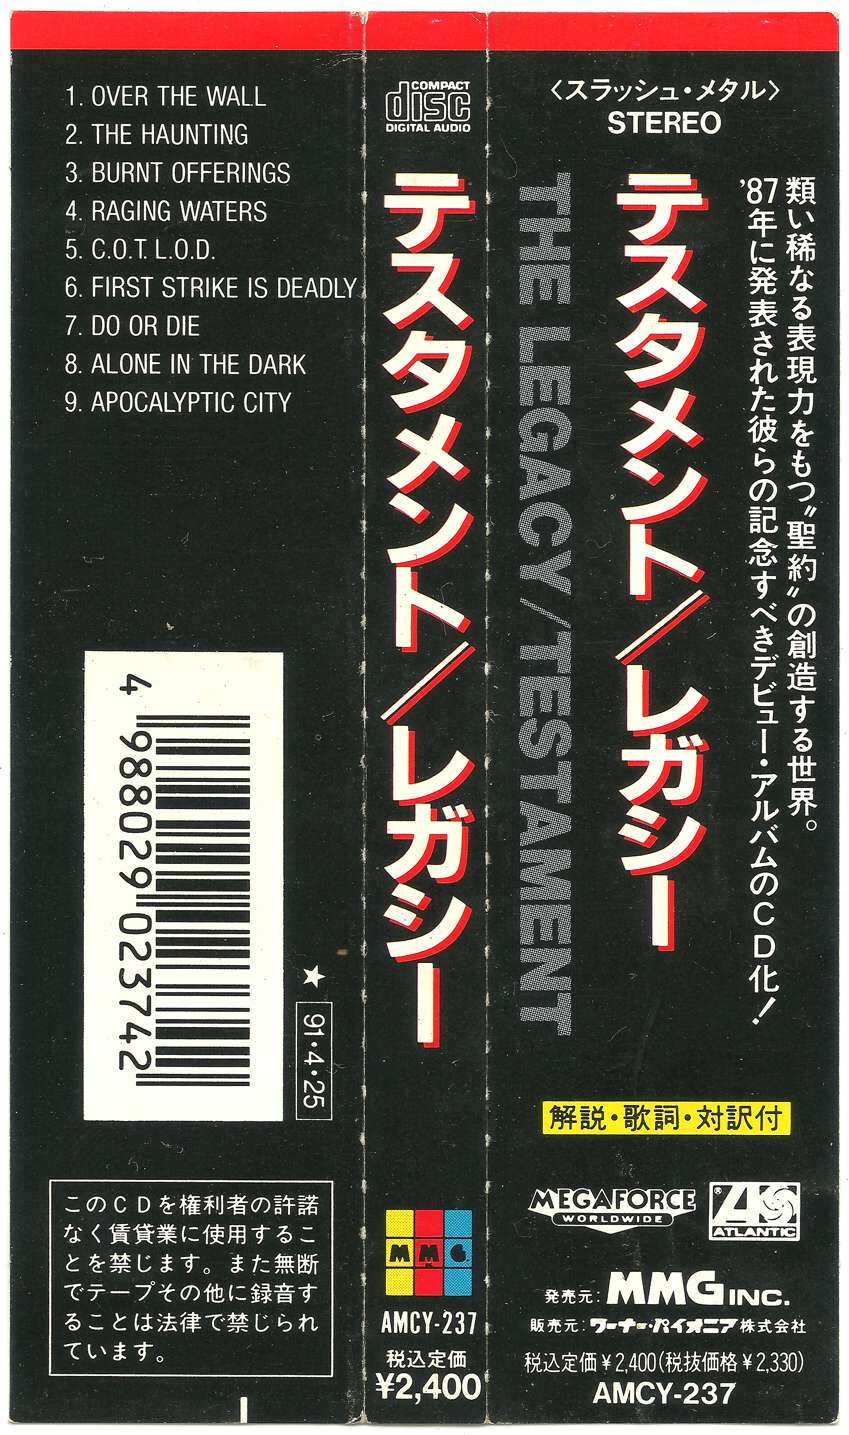 1. OVER THE WALL
2. THE HAUNTING
3. BURNT OFFERINGS
4. RAGING WATERS
5. C.O.T. L.O.D.
6. FIRST STRIKE IS DEADLY
7. DO OR DIE
8. ALONE IN THE DARK
9. APOCALYPTIC CITY
4 988029 023742
★ 91・4・25
このCDを権利者の許諾
なく賃貸業に使用するこ
とを禁じます。また無断
でテープその他に録音す
ることは法律で禁じられ
ています。
COMPACT
disc
DIGITAL AUDIO
テスタメント/レガシー
MMG
AMCY-237
税込定価
¥2,400
〈スラッシュ・メタル〉
STEREO
類い稀なる表現力をもつ〝聖約〟の創造する世界。
'87年に発表された彼らの記念すべきデビュー・アルバムのCD化!
テスタメント/レガシー
THE LEGACY/TESTAMENT
解説・歌詞・対訳付
MEGAFORCE
WORLDWIDE
ATLANTIC
®
発売元:MMG INC.
販売元:ワーナー・パイオニア株式会社
税込定価¥2,400(税抜価格¥2,330)
AMCY-237